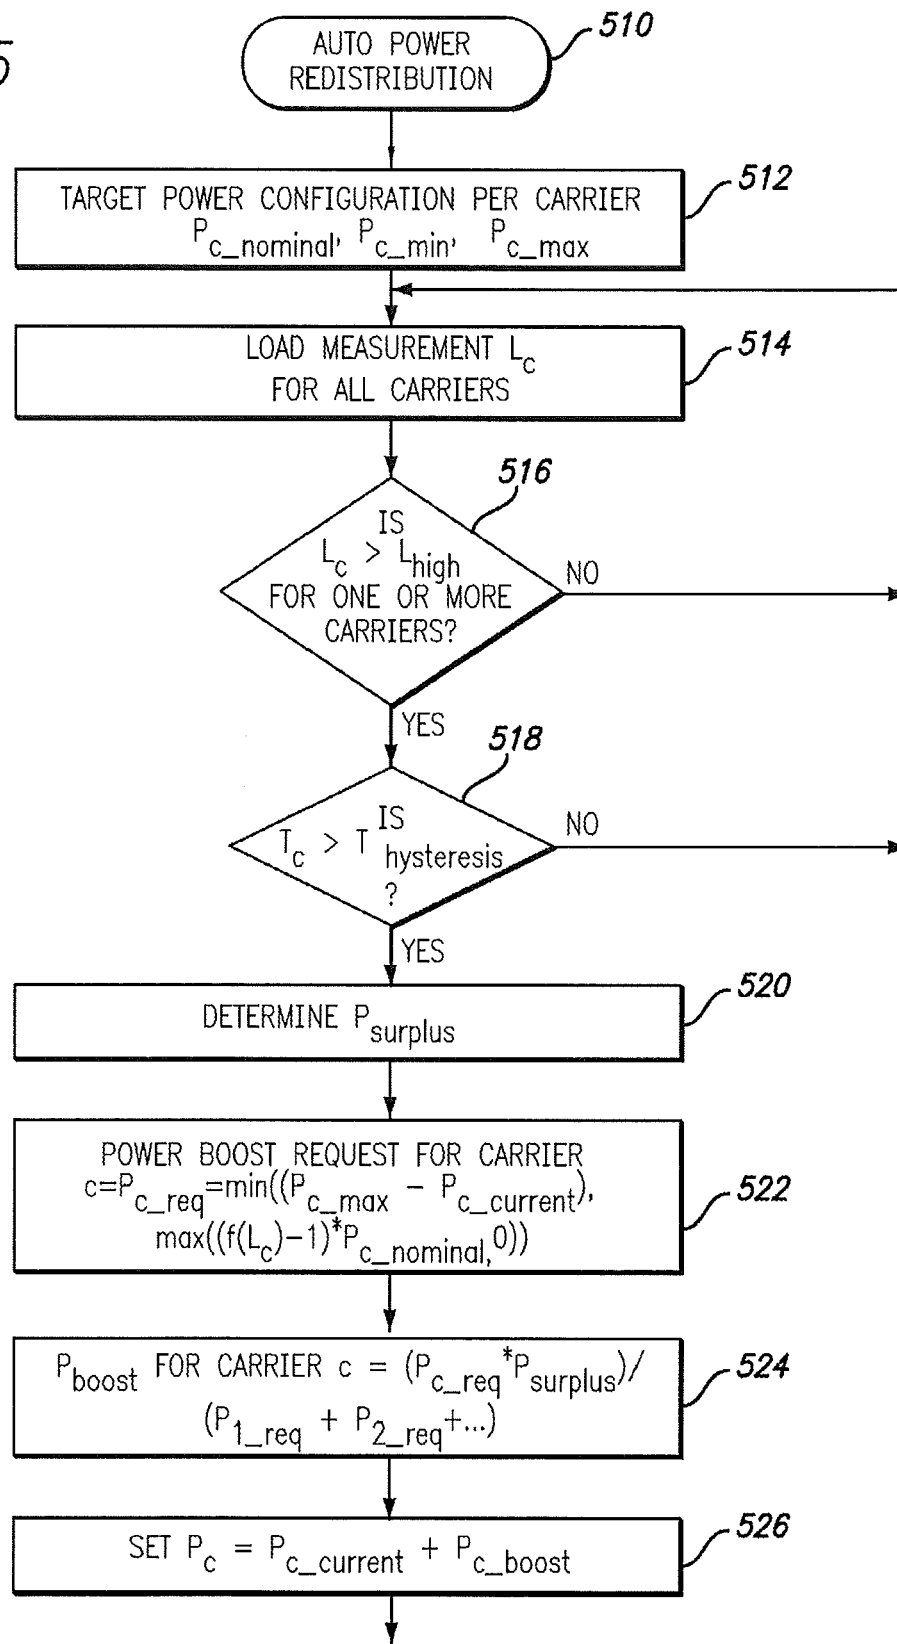 510
AUTO POWER
REDISTRIBUTION
512
TARGET POWER CONFIGURATION PER CARRIER
P_c_nominal, P_c_min, P_c_max
514
LOAD MEASUREMENT L_c
FOR ALL CARRIERS
516
IS
L_c > L_high
FOR ONE OR MORE
CARRIERS?
NO
YES
518
IS
T_c > T_hysteresis
?
NO
YES
520
DETERMINE P_surplus
522
POWER BOOST REQUEST FOR CARRIER
c=P_c_req=min((P_c_max - P_c_current),
max((f(L_c)-1)*P_c_nominal,0))
524
P_boost FOR CARRIER c = (P_c_req*P_surplus)/
(P_1_req + P_2_req+...)
526
SET P_c = P_c_current + P_c_boost